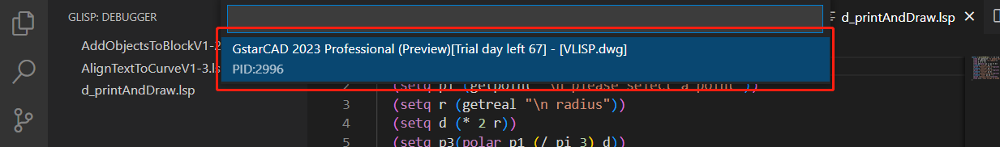 GLISP: DEBUGGER
d_printAndDraw.lsp
GstarCAD 2023 Professional (Preview)[Trial day left 67] - [VLISP.dwg]
PID:2996
AddObjectsToBlockV1-2
AlignTextToCurveV1-3.ls
d_printAndDraw.lsp
2 (setq p1 (getpoint "\n please select a point"))
3 (setq r (getreal "\n radius"))
4 (setq d (* 2 r))
5 (setq p3(polar p1 (/ pi 3) d))